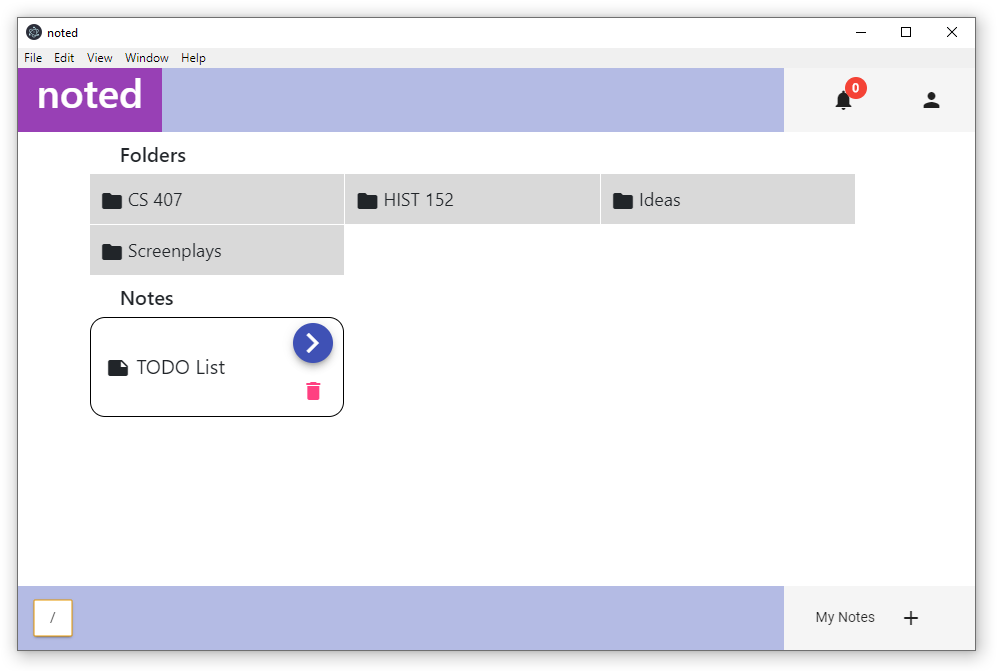 noted
File Edit View Window Help
noted
0
Folders
CS 407
HIST 152
Ideas
Screenplays
Notes
TODO List
/
My Notes